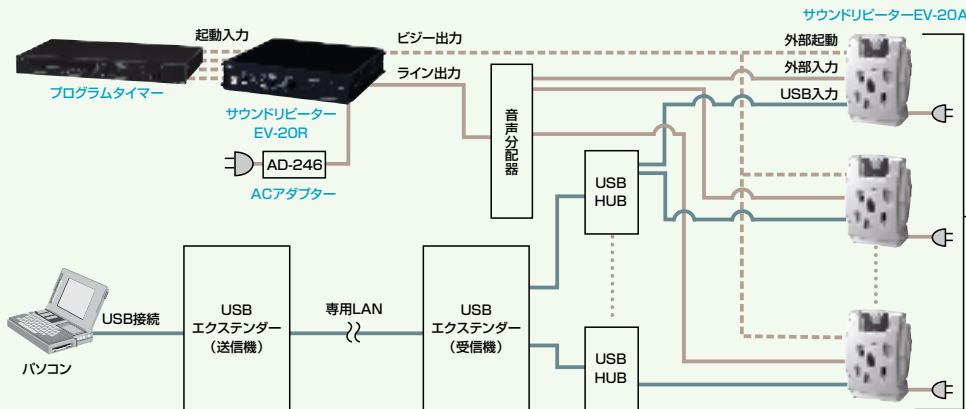 サウンドリピーターEV-20A
起動入力
ビジー出力
外部起動
ライン出力
外部入力
USB入力
プログラムタイマー
サウンドリピーター
EV-20R
音声分配器
AD-246
ACアダプター
USB
HUB
USB接続
USB
エクステンダー
（送信機）
専用LAN
USB
エクステンダー
（受信機）
USB
HUB
パソコン